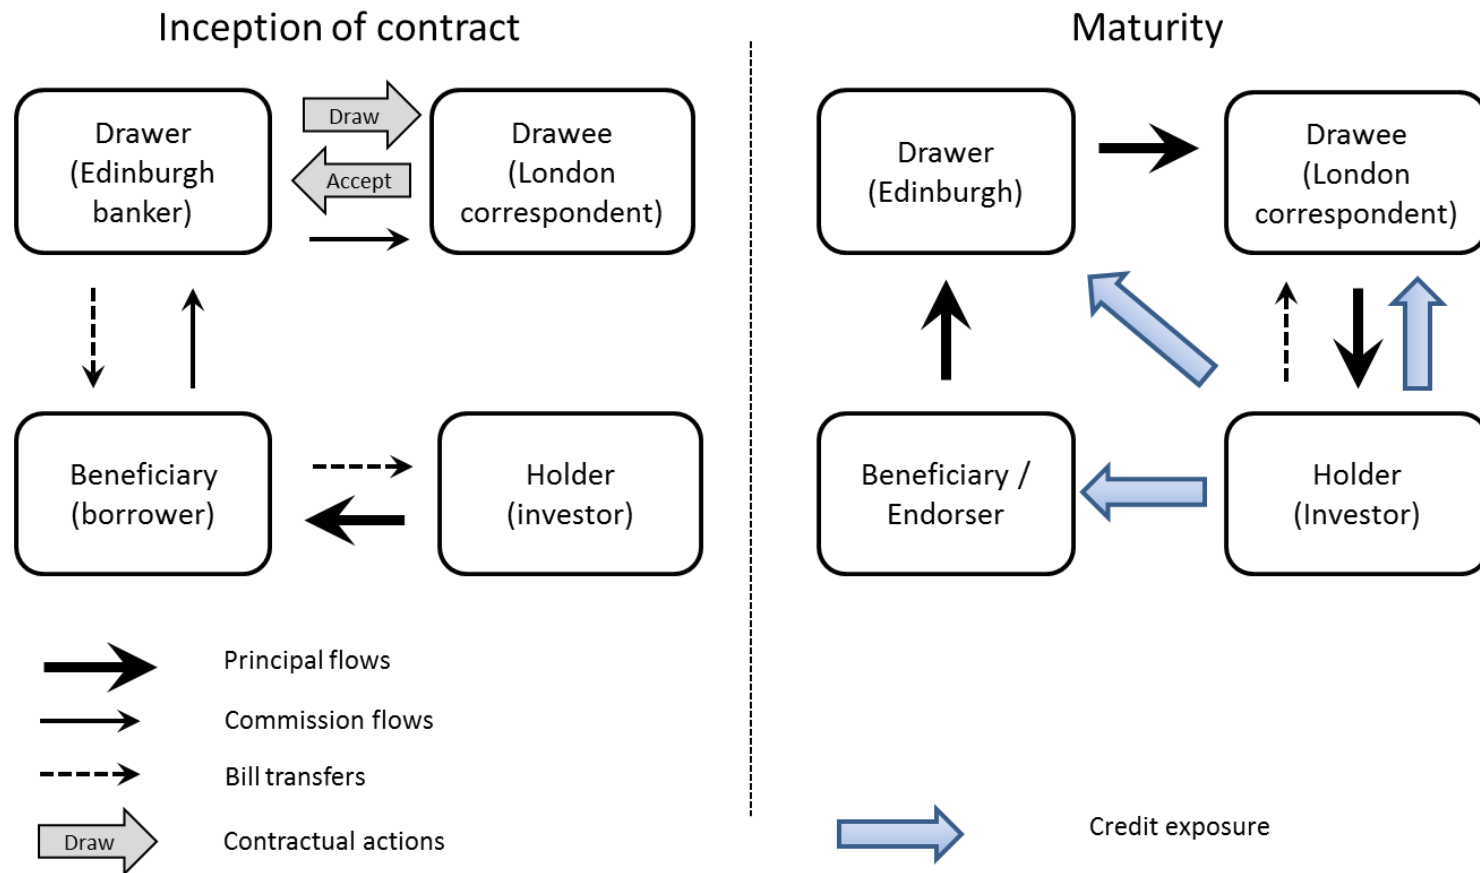 Inception of contract
Maturity
Drawer
(Edinburgh
banker)
Draw
Accept
Drawee
(London
correspondent)
Beneficiary
(borrower)
Holder
(investor)
Drawer
(Edinburgh)
Drawee
(London
correspondent)
Beneficiary /
Endorser
Holder
(Investor)
Principal flows
Commission flows
Bill transfers
Draw
Contractual actions
Credit exposure